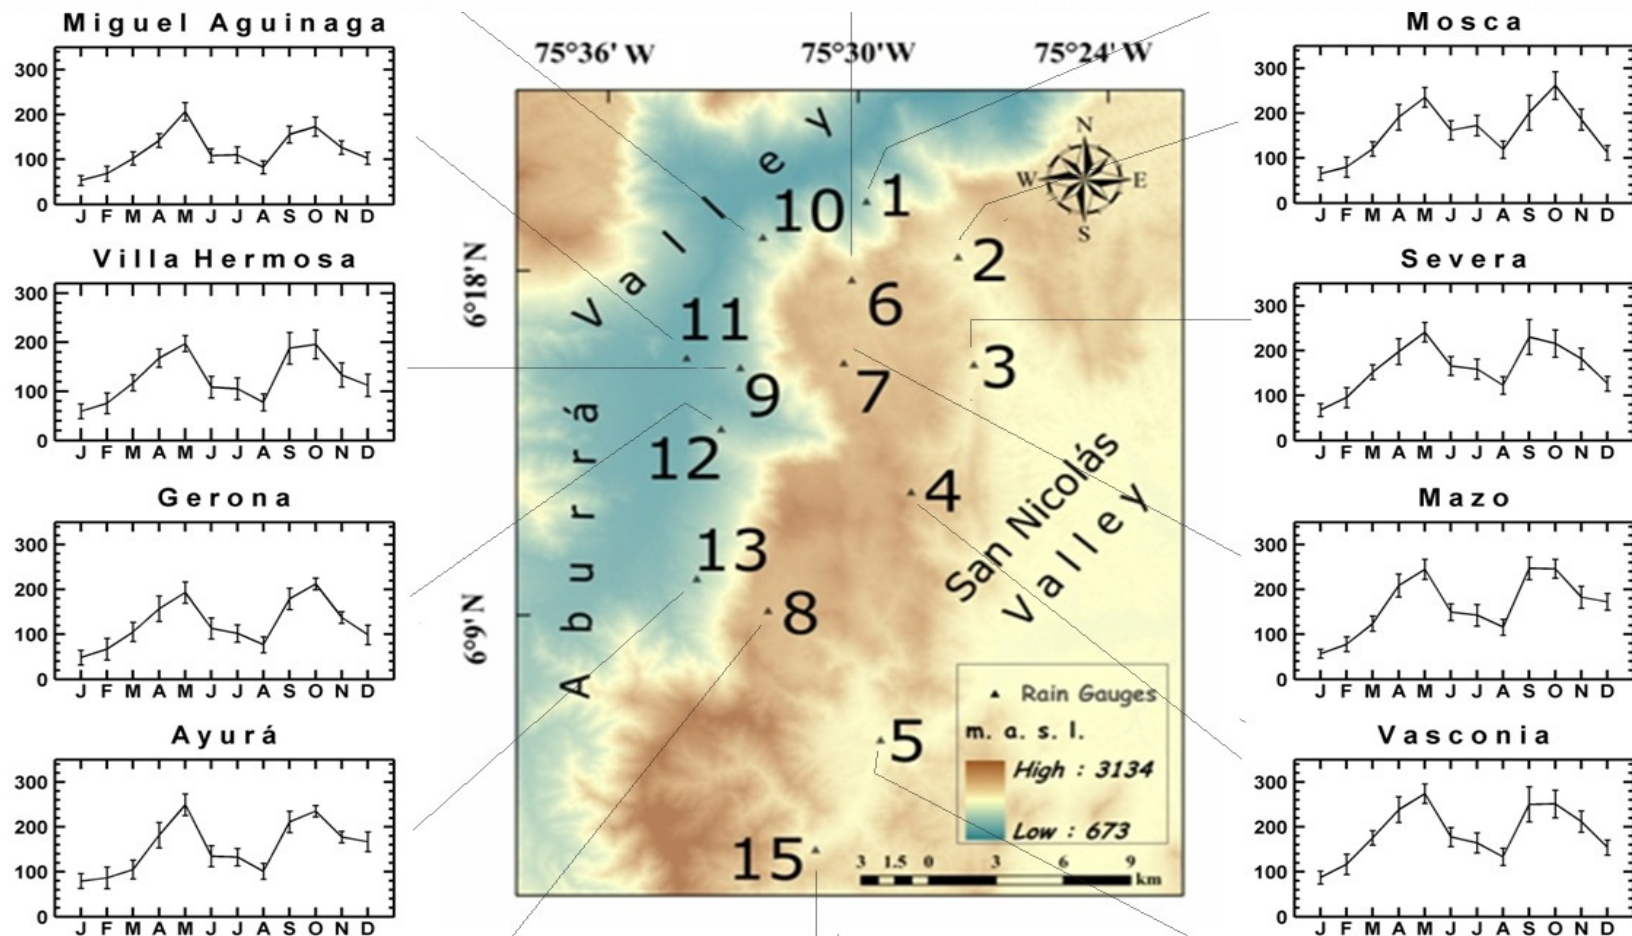 Miguel Aguinaga
300
200
100
0
J F M A M J J A S O N D
Villa Hermosa
300
200
100
0
J F M A M J J A S O N D
Gerona
300
200
100
0
J F M A M J J A S O N D
Ayurá
300
200
100
0
J F M A M J J A S O N D
75°36' W
75°30'W
75°24'W
6°18'N
6°9'N
Aburrá Valley
N
W E
S
10
1
2
6
11
3
7
9
12
4
13
8
5
15
San Nicolás
Valley
Rain Gauges
m. a. s. l.
High : 3134
Low : 673
3 1.5 0 3 6 9
km
Mosca
300
200
100
0
J F M A M J J A S O N D
Severa
300
200
100
0
J F M A M J J A S O N D
Mazo
300
200
100
0
J F M A M J J A S O N D
Vasconia
300
200
100
0
J F M A M J J A S O N D